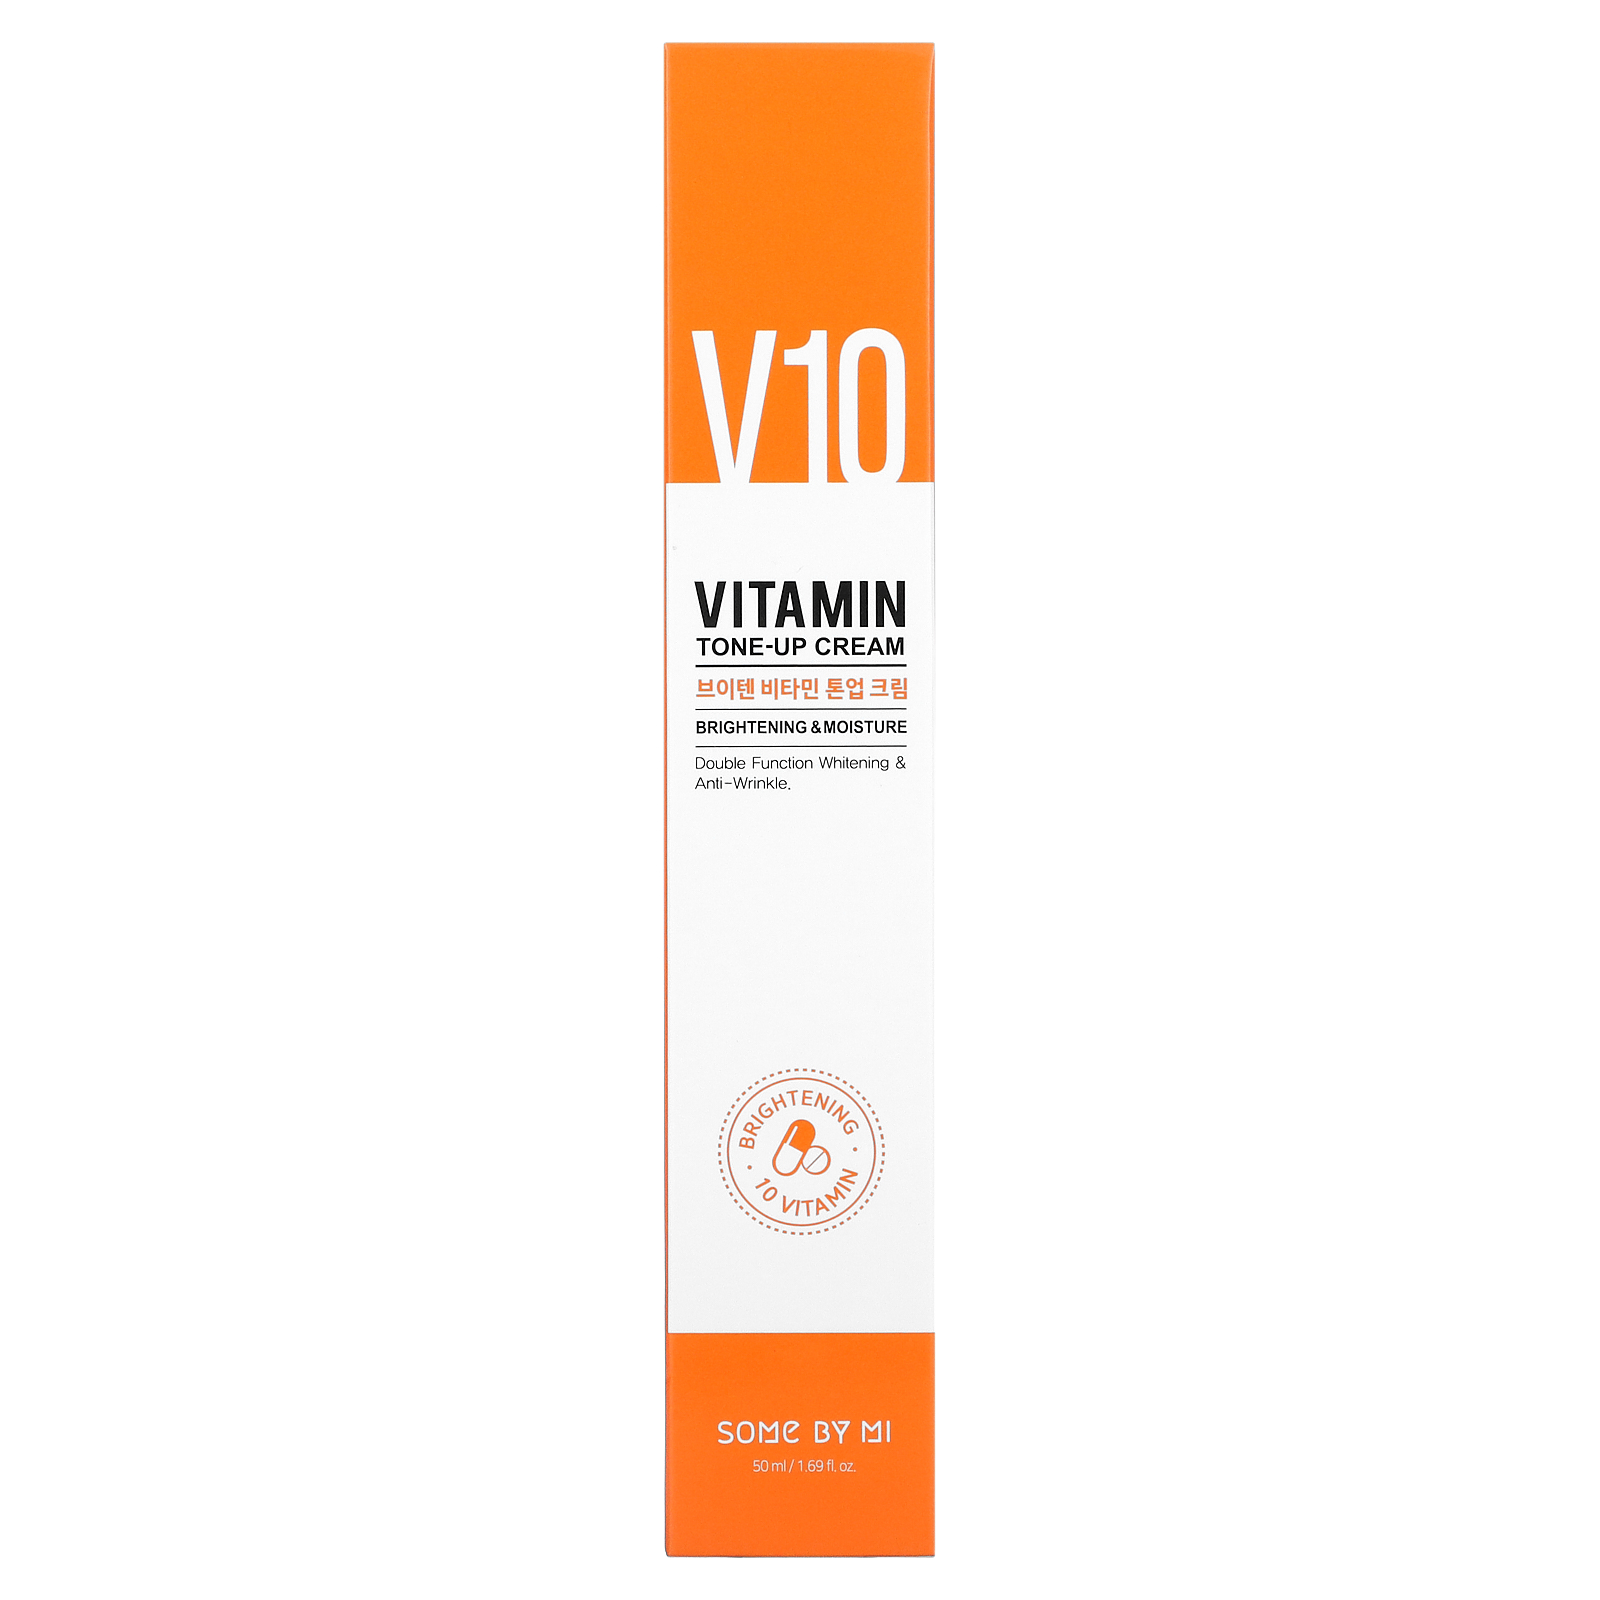 V10
VITAMIN
TONE-UP CREAM
브이텐 비타민 톤업 크림
BRIGHTENING & MOISTURE
Double Function Whitening &
Anti-Wrinkle.
BRIGHTENING
10 VITAMIN
SOME BY MI
50 ml / 1.69 fl. oz.